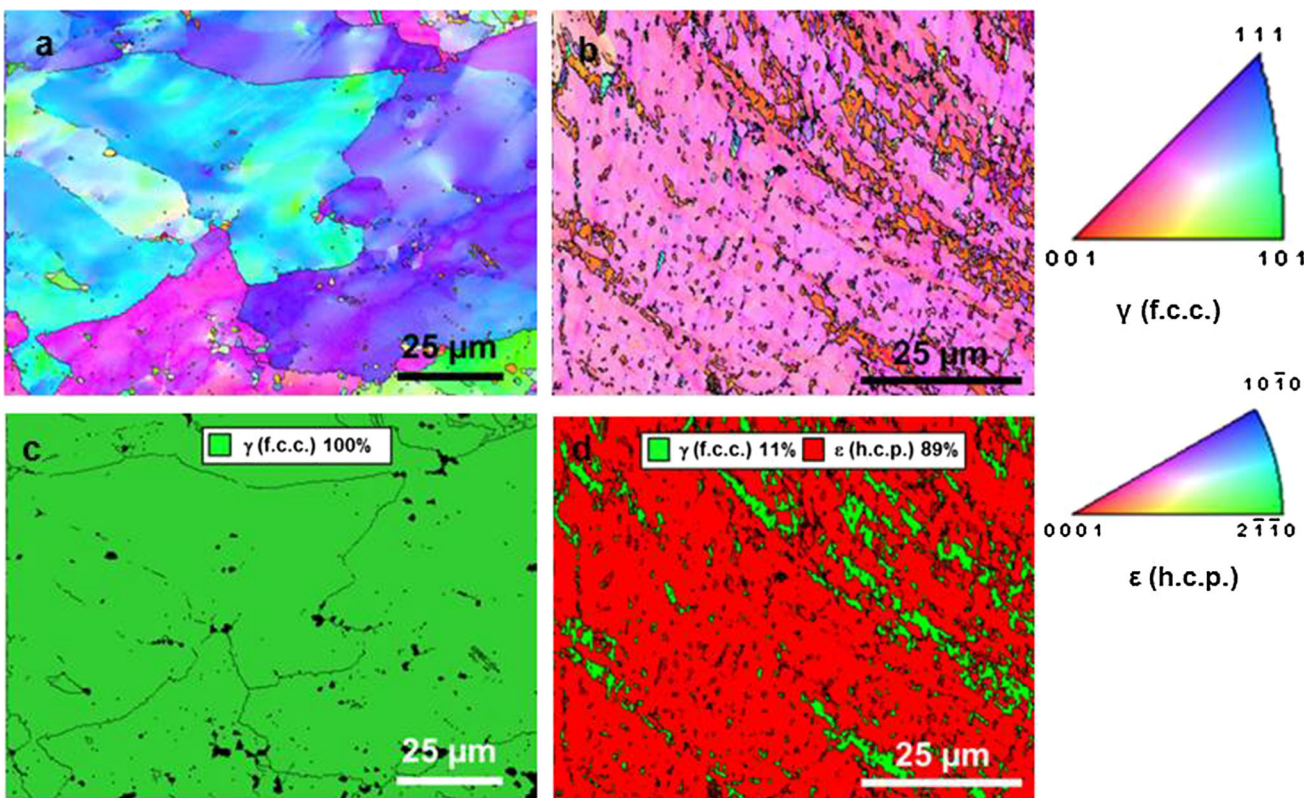 a
25 µm
b
25 µm
1 1 1
0 0 1
1 0 1
γ (f.c.c.)
c
γ (f.c.c.) 100%
25 µm
d
γ (f.c.c.) 11% ε (h.c.p.) 89%
25 µm
1 0 1̅ 0
0 0 0 1
2 1̅ 1̅ 0
ε (h.c.p.)